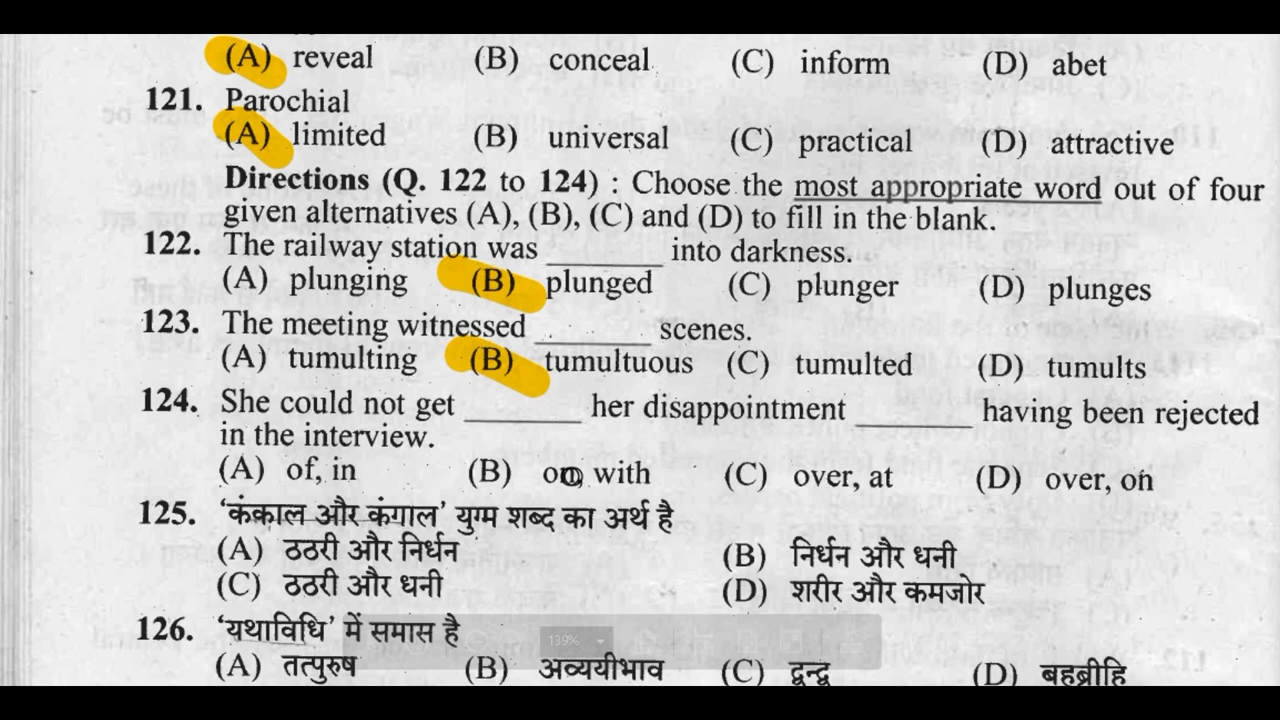 (A) reveal (B) conceal (C) inform (D) abet
121. Parochial
(A) limited (B) universal (C) practical (D) attractive
Directions (Q. 122 to 124) : Choose the most appropriate word out of four
given alternatives (A), (B), (C) and (D) to fill in the blank.
122. The railway station was ________ into darkness.
(A) plunging (B) plunged (C) plunger (D) plunges
123. The meeting witnessed ________ scenes.
(A) tumulting (B) tumultuous (C) tumulted (D) tumults
124. She could not get ________ her disappointment ________ having been rejected
in the interview.
(A) of, in (B) on, with (C) over, at (D) over, on
125. ‘कंकाल और कंगाल’ युग्म शब्द का अर्थ है
(A) ठठरी और निर्धन (B) निर्धन और धनी
(C) ठठरी और धनी (D) शरीर और कमजोर
126. ‘यथाविधि’ में समास है
139%
(A) तत्पुरुष (B) अव्ययीभाव (C) द्वन्द्व (D) बहुब्रीहि